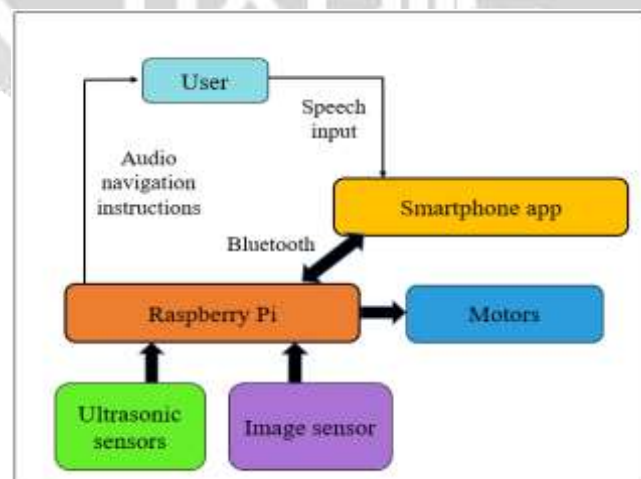 User
Speech
input
Audio
navigation
instructions
Smartphone app
Bluetooth
Raspberry Pi
Motors
Ultrasonic
sensors
Image sensor